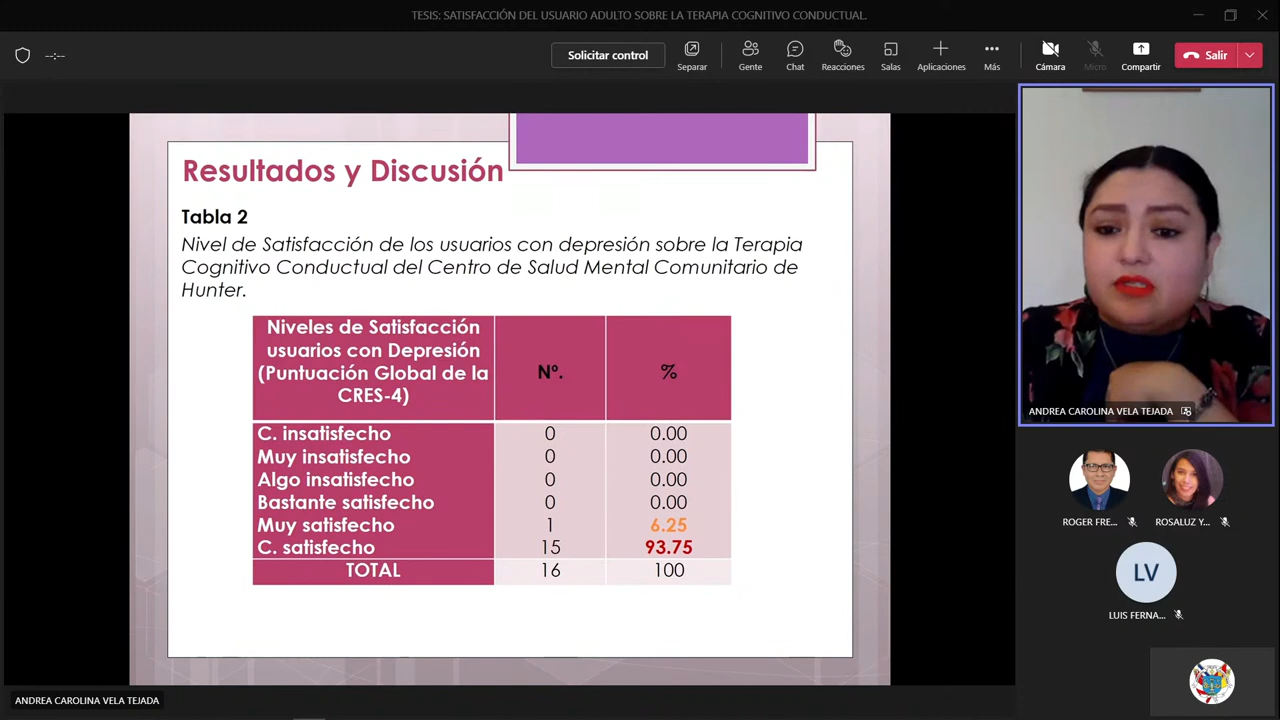 TESIS: SATISFACCIÓN DEL USUARIO ADULTO SOBRE LA TERAPIA COGNITIVO CONDUCTUAL.
--:--
Solicitar control
Separar
Gente
Chat
Reacciones
Salas
Aplicaciones
Más
Cámara
Micro
Compartir
Salir
Resultados y Discusión
Tabla 2
Nivel de Satisfacción de los usuarios con depresión sobre la Terapia
Cognitivo Conductual del Centro de Salud Mental Comunitario de
Hunter.
Niveles de Satisfacción
usuarios con Depresión
(Puntuación Global de la
CRES-4)
Nº.
%
C. insatisfecho 0 0.00
Muy insatisfecho 0 0.00
Algo insatisfecho 0 0.00
Bastante satisfecho 0 0.00
Muy satisfecho 1 6.25
C. satisfecho 15 93.75
TOTAL 16 100
ANDREA CAROLINA VELA TEJADA
ROGER FRE...
ROSALUZ Y...
LV
LUIS FERNA...
ANDREA CAROLINA VELA TEJADA